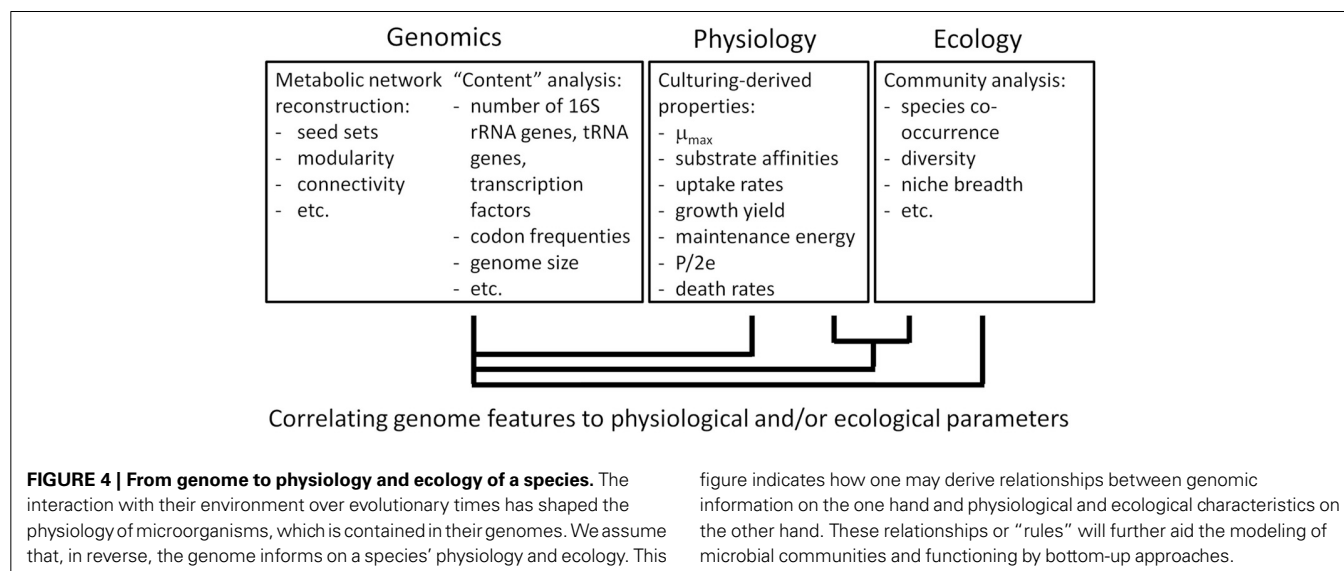 Genomics
Physiology
Ecology
Metabolic network
reconstruction:
- seed sets
- modularity
- connectivity
- etc.
"Content" analysis:
- number of 16S
rRNA genes, tRNA
genes,
transcription
factors
- codon frequenties
- genome size
- etc.
Culturing-derived
properties:
- μmax
- substrate affinities
- uptake rates
- growth yield
- maintenance energy
- P/2e
- death rates
Community analysis:
- species co-
occurrence
- diversity
- niche breadth
- etc.
Correlating genome features to physiological and/or ecological parameters
FIGURE 4 | From genome to physiology and ecology of a species. The
interaction with their environment over evolutionary times has shaped the
physiology of microorganisms, which is contained in their genomes. We assume
that, in reverse, the genome informs on a species' physiology and ecology. This
figure indicates how one may derive relationships between genomic
information on the one hand and physiological and ecological characteristics on
the other hand. These relationships or "rules" will further aid the modeling of
microbial communities and functioning by bottom-up approaches.